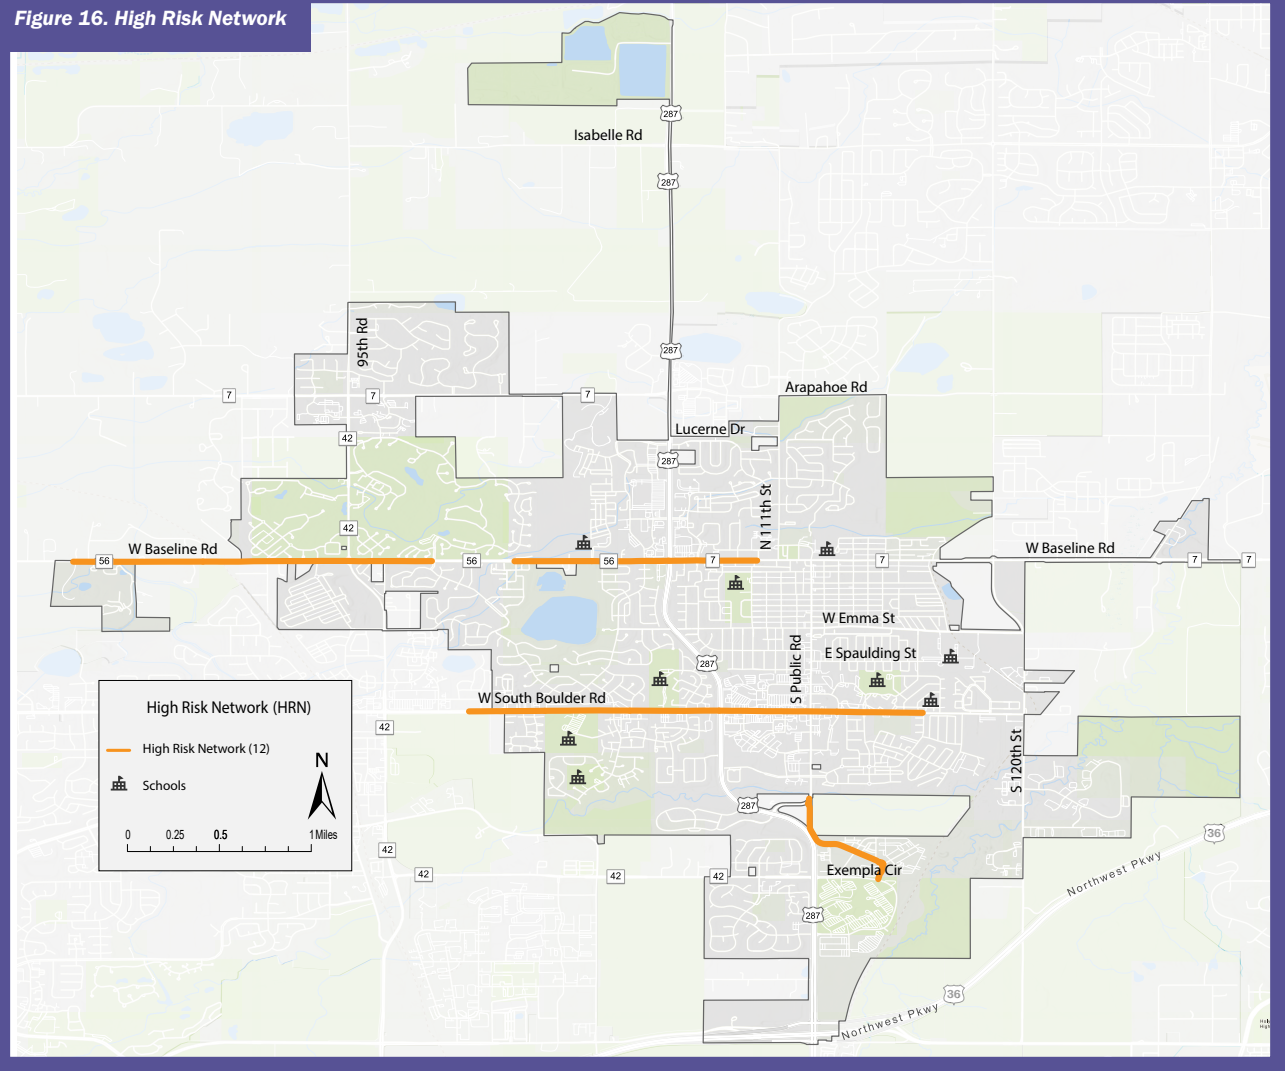 Figure 16. High Risk Network
287
Isabelle Rd
287
95th Rd
287
Arapahoe Rd
7
7
7
Lucerne Dr
42
287
N 111th St
42
W Baseline Rd
W Baseline Rd
56
56
56
7
7
7
7
W Emma St
E Spaulding St
S Public Rd
287
W South Boulder Rd
High Risk Network (HRN)
42
High Risk Network (12)
N
Schools
S 120th St
287
0
0.25
0.5
1 Miles
36
42
Exempla Cir
42
42
42
Northwest Pkwy
287
36
Northwest Pkwy